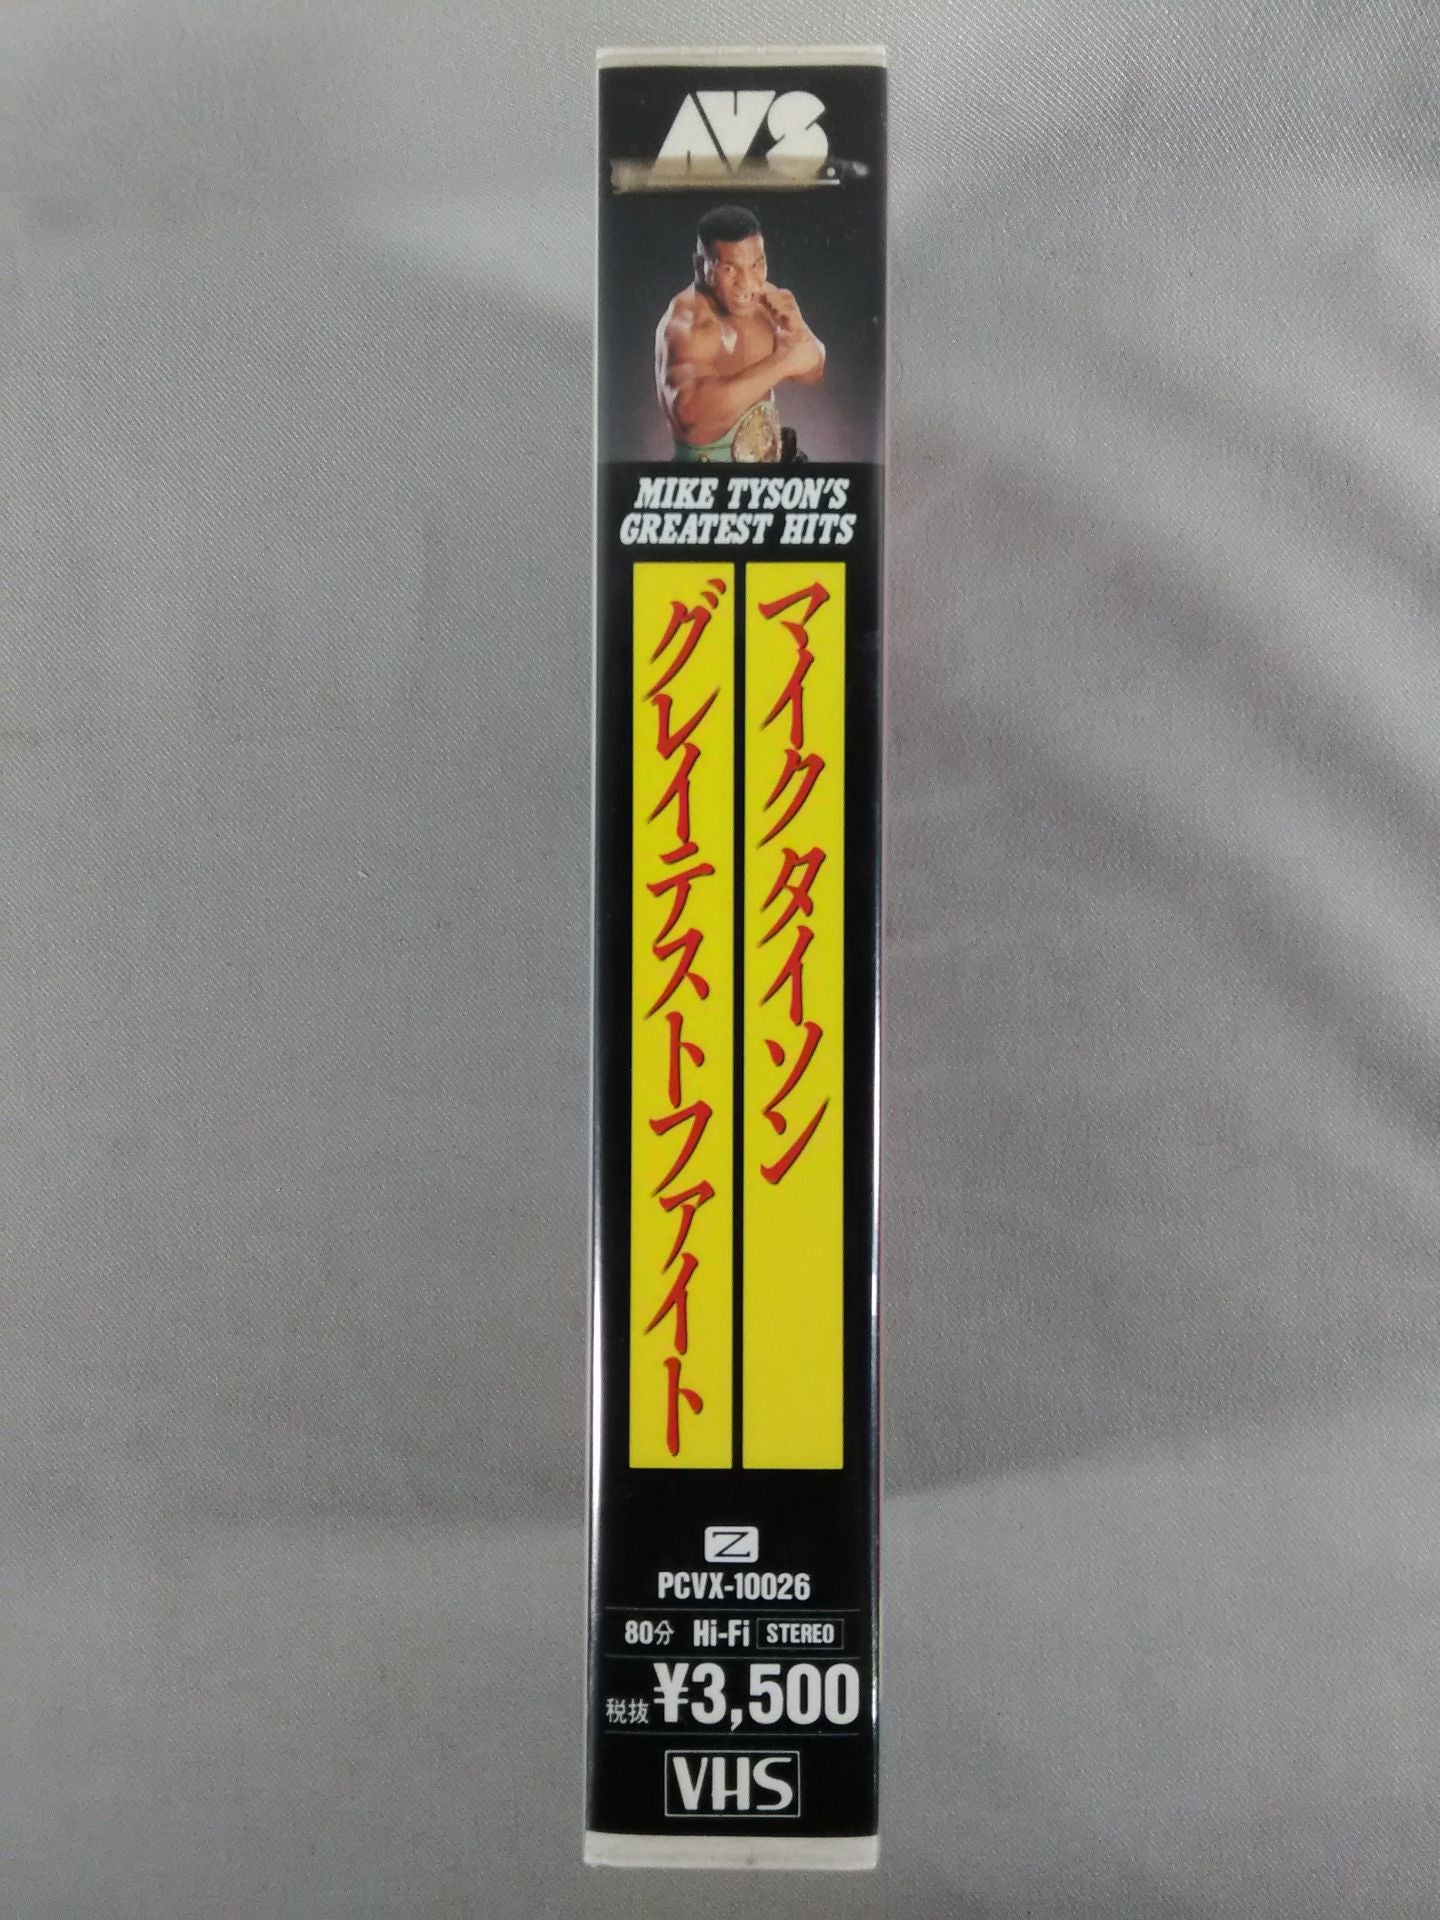 AVS
MIKE TYSON'S
GREATEST HITS
マイクタイソン
グレイテストファイト
Z
PCVX-10026
80分 Hi-Fi STEREO
税抜¥3,500
VHS